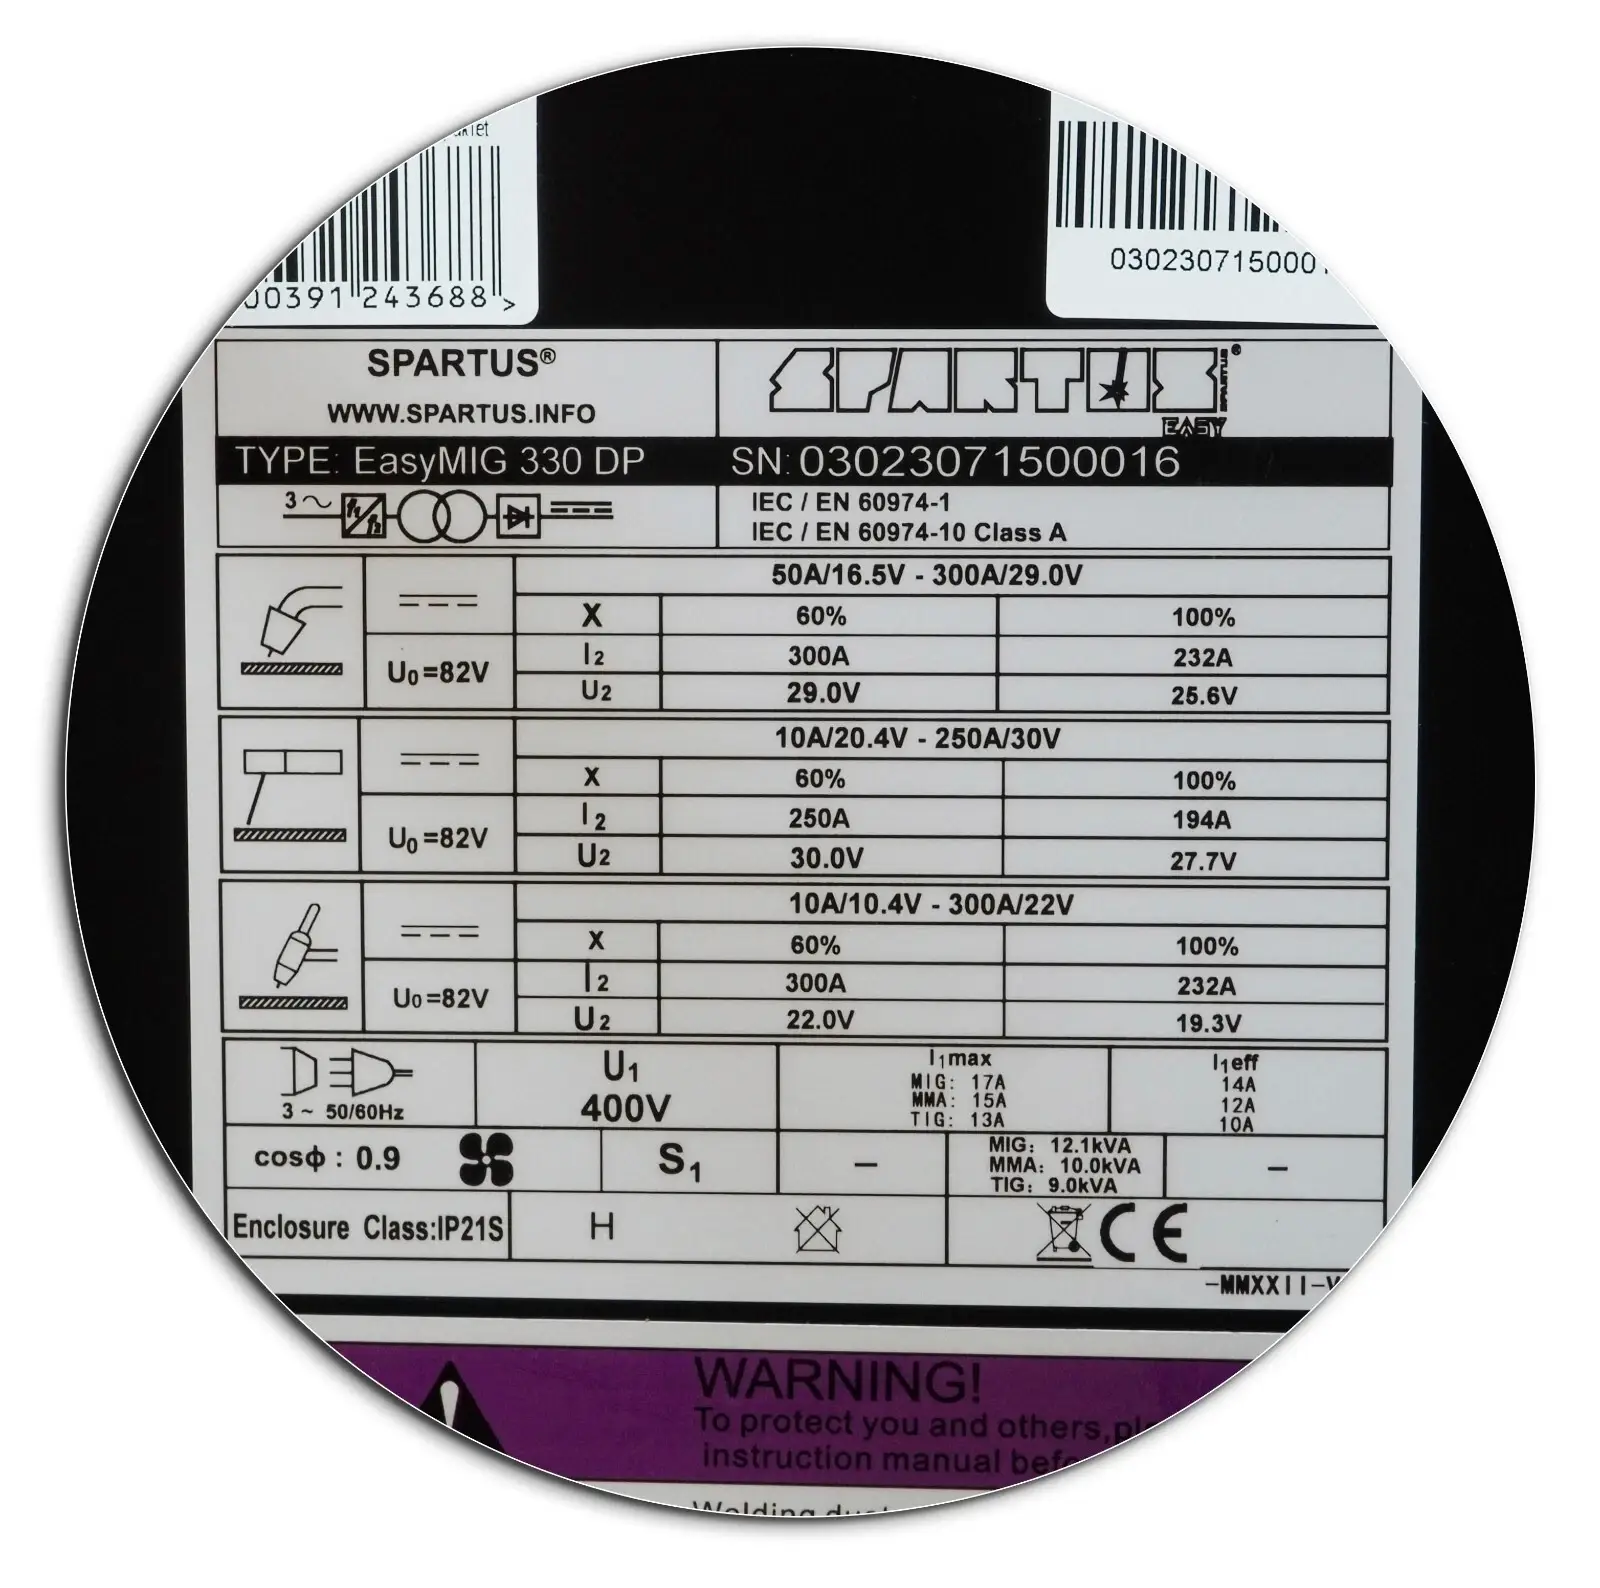 00391 243688 >
03023071500
SPARTUS®
WWW.SPARTUS.INFO
SPARTUS®
SPARTUS
EASY
TYPE: EasyMIG 330 DP SN: 03023071500016
3 ~ f1 f2
IEC / EN 60974-1
IEC / EN 60974-10 Class A
50A/16.5V - 300A/29.0V
X 60% 100%
U0=82V
I2 300A 232A
U2 29.0V 25.6V
10A/20.4V - 250A/30V
X 60% 100%
U0=82V
I2 250A 194A
U2 30.0V 27.7V
10A/10.4V - 300A/22V
X 60% 100%
U0=82V
I2 300A 232A
U2 22.0V 19.3V
3 ~ 50/60Hz
U1
400V
I1max
MIG: 17A
MMA: 15A
TIG: 13A
I1eff
14A
12A
10A
cosϕ : 0.9
S1
–
MIG: 12.1kVA
MMA: 10.0kVA
TIG: 9.0kVA
–
Enclosure Class:IP21S
H
CE
-MMXXII-V
WARNING!
To protect you and others,
instruction manual
Welding